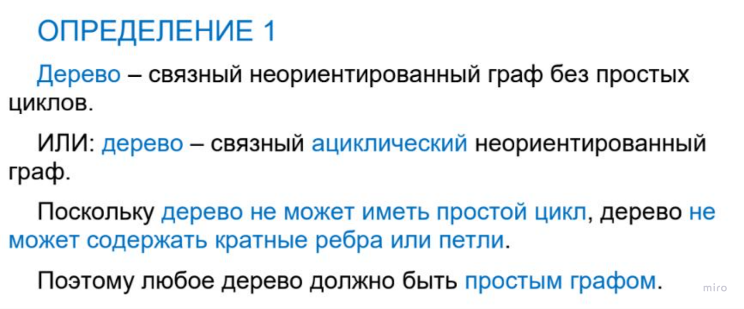 ОПРЕДЕЛЕНИЕ 1
Дерево – связный неориентированный граф без простых
циклов.
ИЛИ: дерево – связный ациклический неориентированный
граф.
Поскольку дерево не может иметь простой цикл, дерево не
может содержать кратные ребра или петли.
Поэтому любое дерево должно быть простым графом.
miro